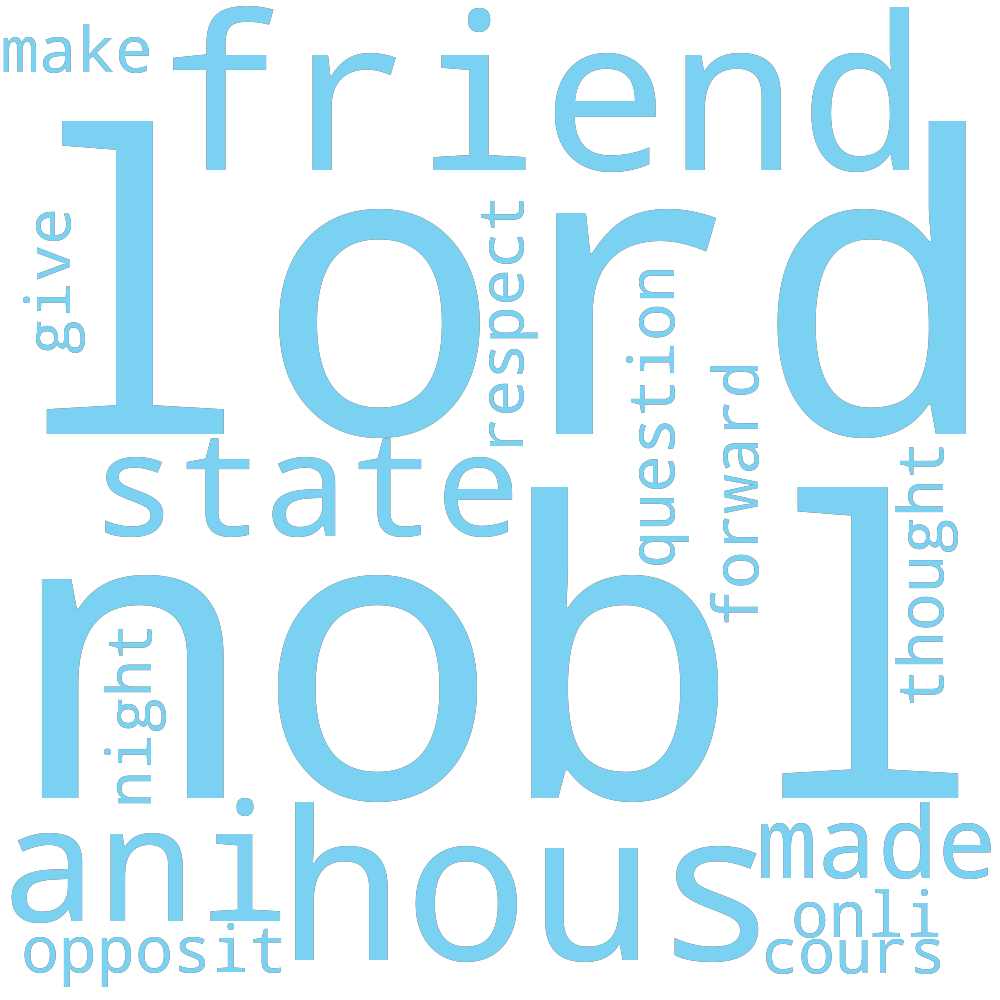 make
friend
lord
give
respect
question
forward
state
thought
nobl
night
ani
hous
made
onli
opposit
cours